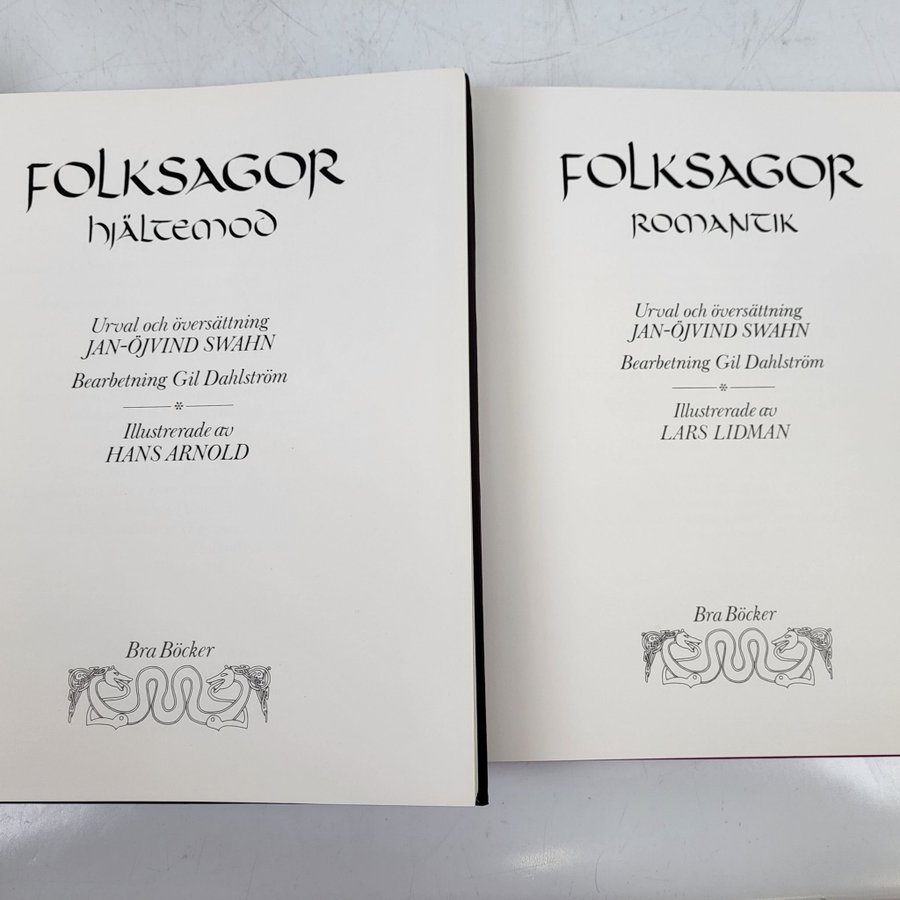 FOLKSAGOR
hjältemod
Urval och översättning
JAN-ÖJVIND SWAHN
Bearbetning Gil Dahlström
Illustrerade av
HANS ARNOLD
Bra Böcker
FOLKSAGOR
ROMANTIK
Urval och översättning
JAN-ÖJVIND SWAHN
Bearbetning Gil Dahlström
Illustrerade av
LARS LIDMAN
Bra Böcker